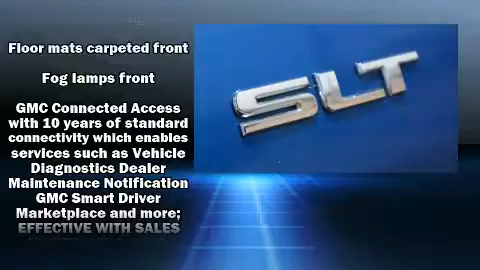 Floor mats carpeted front
Fog lamps front
GMC Connected Access
with 10 years of standard
connectivity which enables
services such as Vehicle
Diagnostics Dealer
Maintenance Notification
GMC Smart Driver
Marketplace and more;
EFFECTIVE WITH SALES
SLT